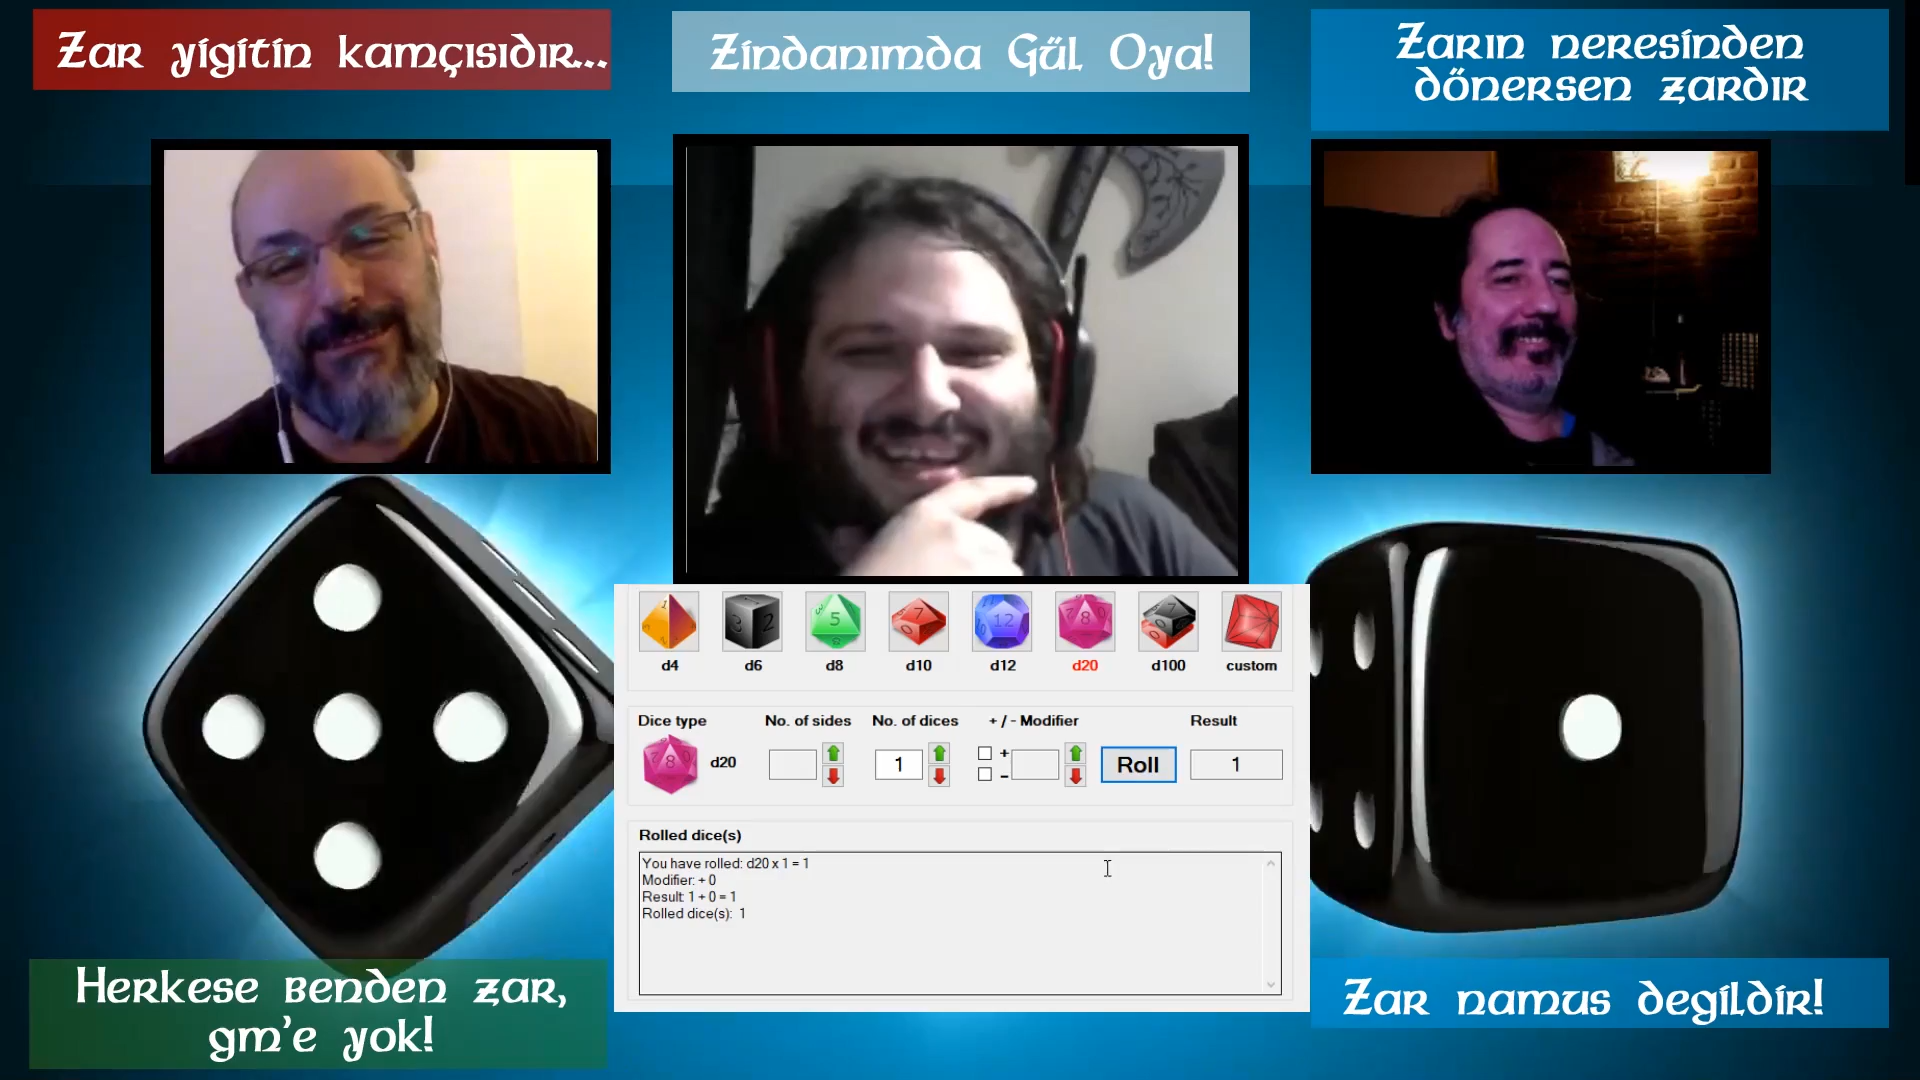 Zar yigitin kamçısıdır...
Zindanımda Gül Oya!
Zarın neresinden
dönersen zardır
d4
d6
d8
d10
d12
d20
d100
custom
Dice type
No. of sides
No. of dices
+ / - Modifier
Result
d20
1
+
-
Roll
1
Rolled dice(s)
You have rolled: d20 x 1 = 1
Modifier: + 0
Result: 1 + 0 = 1
Rolled dice(s): 1
Herkese benden zar,
gm'e yok!
Zar namus degildir!